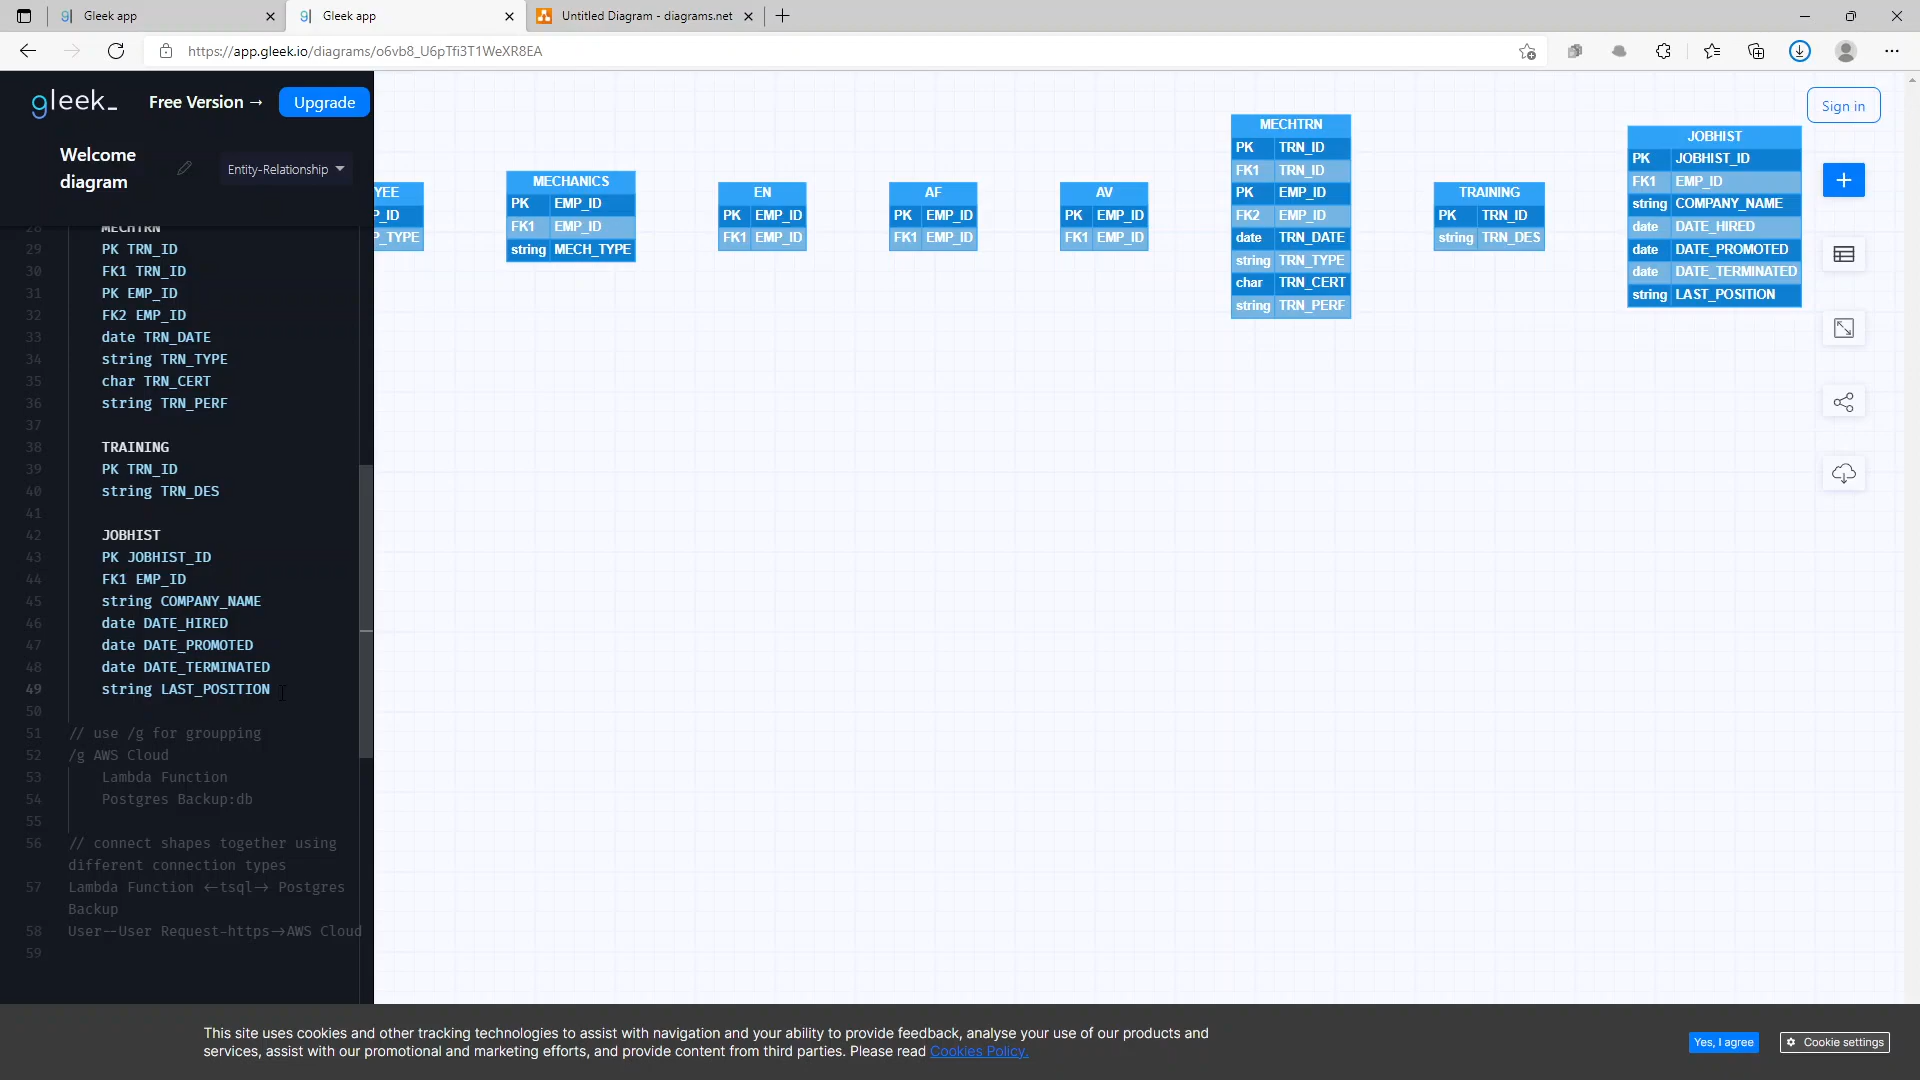 Gleek app
Gleek app
Untitled Diagram - diagrams.net
https://app.gleek.io/diagrams/o6vb8_U6pTfi3T1WeXR8EA
gleek_
Free Version →
Upgrade
Sign in
Welcome
diagram
Entity-Relationship
28 MECHTRN
29 PK TRN_ID
30 FK1 TRN_ID
31 PK EMP_ID
32 FK2 EMP_ID
33 date TRN_DATE
34 string TRN_TYPE
35 char TRN_CERT
36 string TRN_PERF
37
38 TRAINING
39 PK TRN_ID
40 string TRN_DES
41
42 JOBHIST
43 PK JOBHIST_ID
44 FK1 EMP_ID
45 string COMPANY_NAME
46 date DATE_HIRED
47 date DATE_PROMOTED
48 date DATE_TERMINATED
49 string LAST_POSITION
50
51 // use /g for groupping
52 /g AWS Cloud
53 Lambda Function
54 Postgres Backup:db
55
56 // connect shapes together using
different connection types
57 Lambda Function ←tsql→ Postgres
Backup
58 User--User Request-https→AWS Cloud
59
YEE
P_ID
P_TYPE
MECHANICS
PK EMP_ID
FK1 EMP_ID
string MECH_TYPE
EN
PK EMP_ID
FK1 EMP_ID
AF
PK EMP_ID
FK1 EMP_ID
AV
PK EMP_ID
FK1 EMP_ID
MECHTRN
PK TRN_ID
FK1 TRN_ID
PK EMP_ID
FK2 EMP_ID
date TRN_DATE
string TRN_TYPE
char TRN_CERT
string TRN_PERF
TRAINING
PK TRN_ID
string TRN_DES
JOBHIST
PK JOBHIST_ID
FK1 EMP_ID
string COMPANY_NAME
date DATE_HIRED
date DATE_PROMOTED
date DATE_TERMINATED
string LAST_POSITION
This site uses cookies and other tracking technologies to assist with navigation and your ability to provide feedback, analyse your use of our products and
services, assist with our promotional and marketing efforts, and provide content from third parties. Please read Cookies Policy.
Yes, I agree
Cookie settings